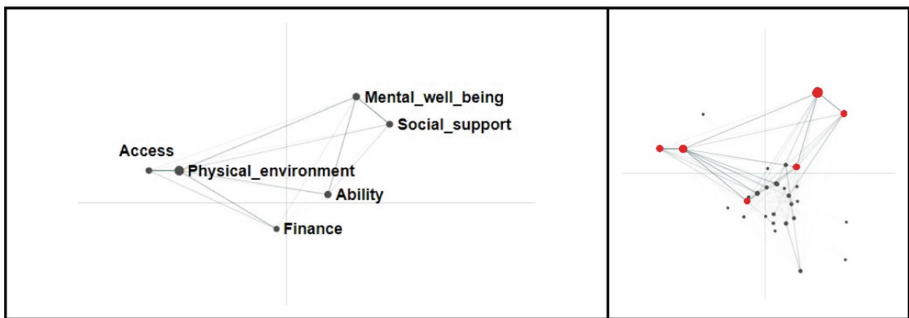 Mental_well_being
Social_support
Access
Physical_environment
Ability
Finance